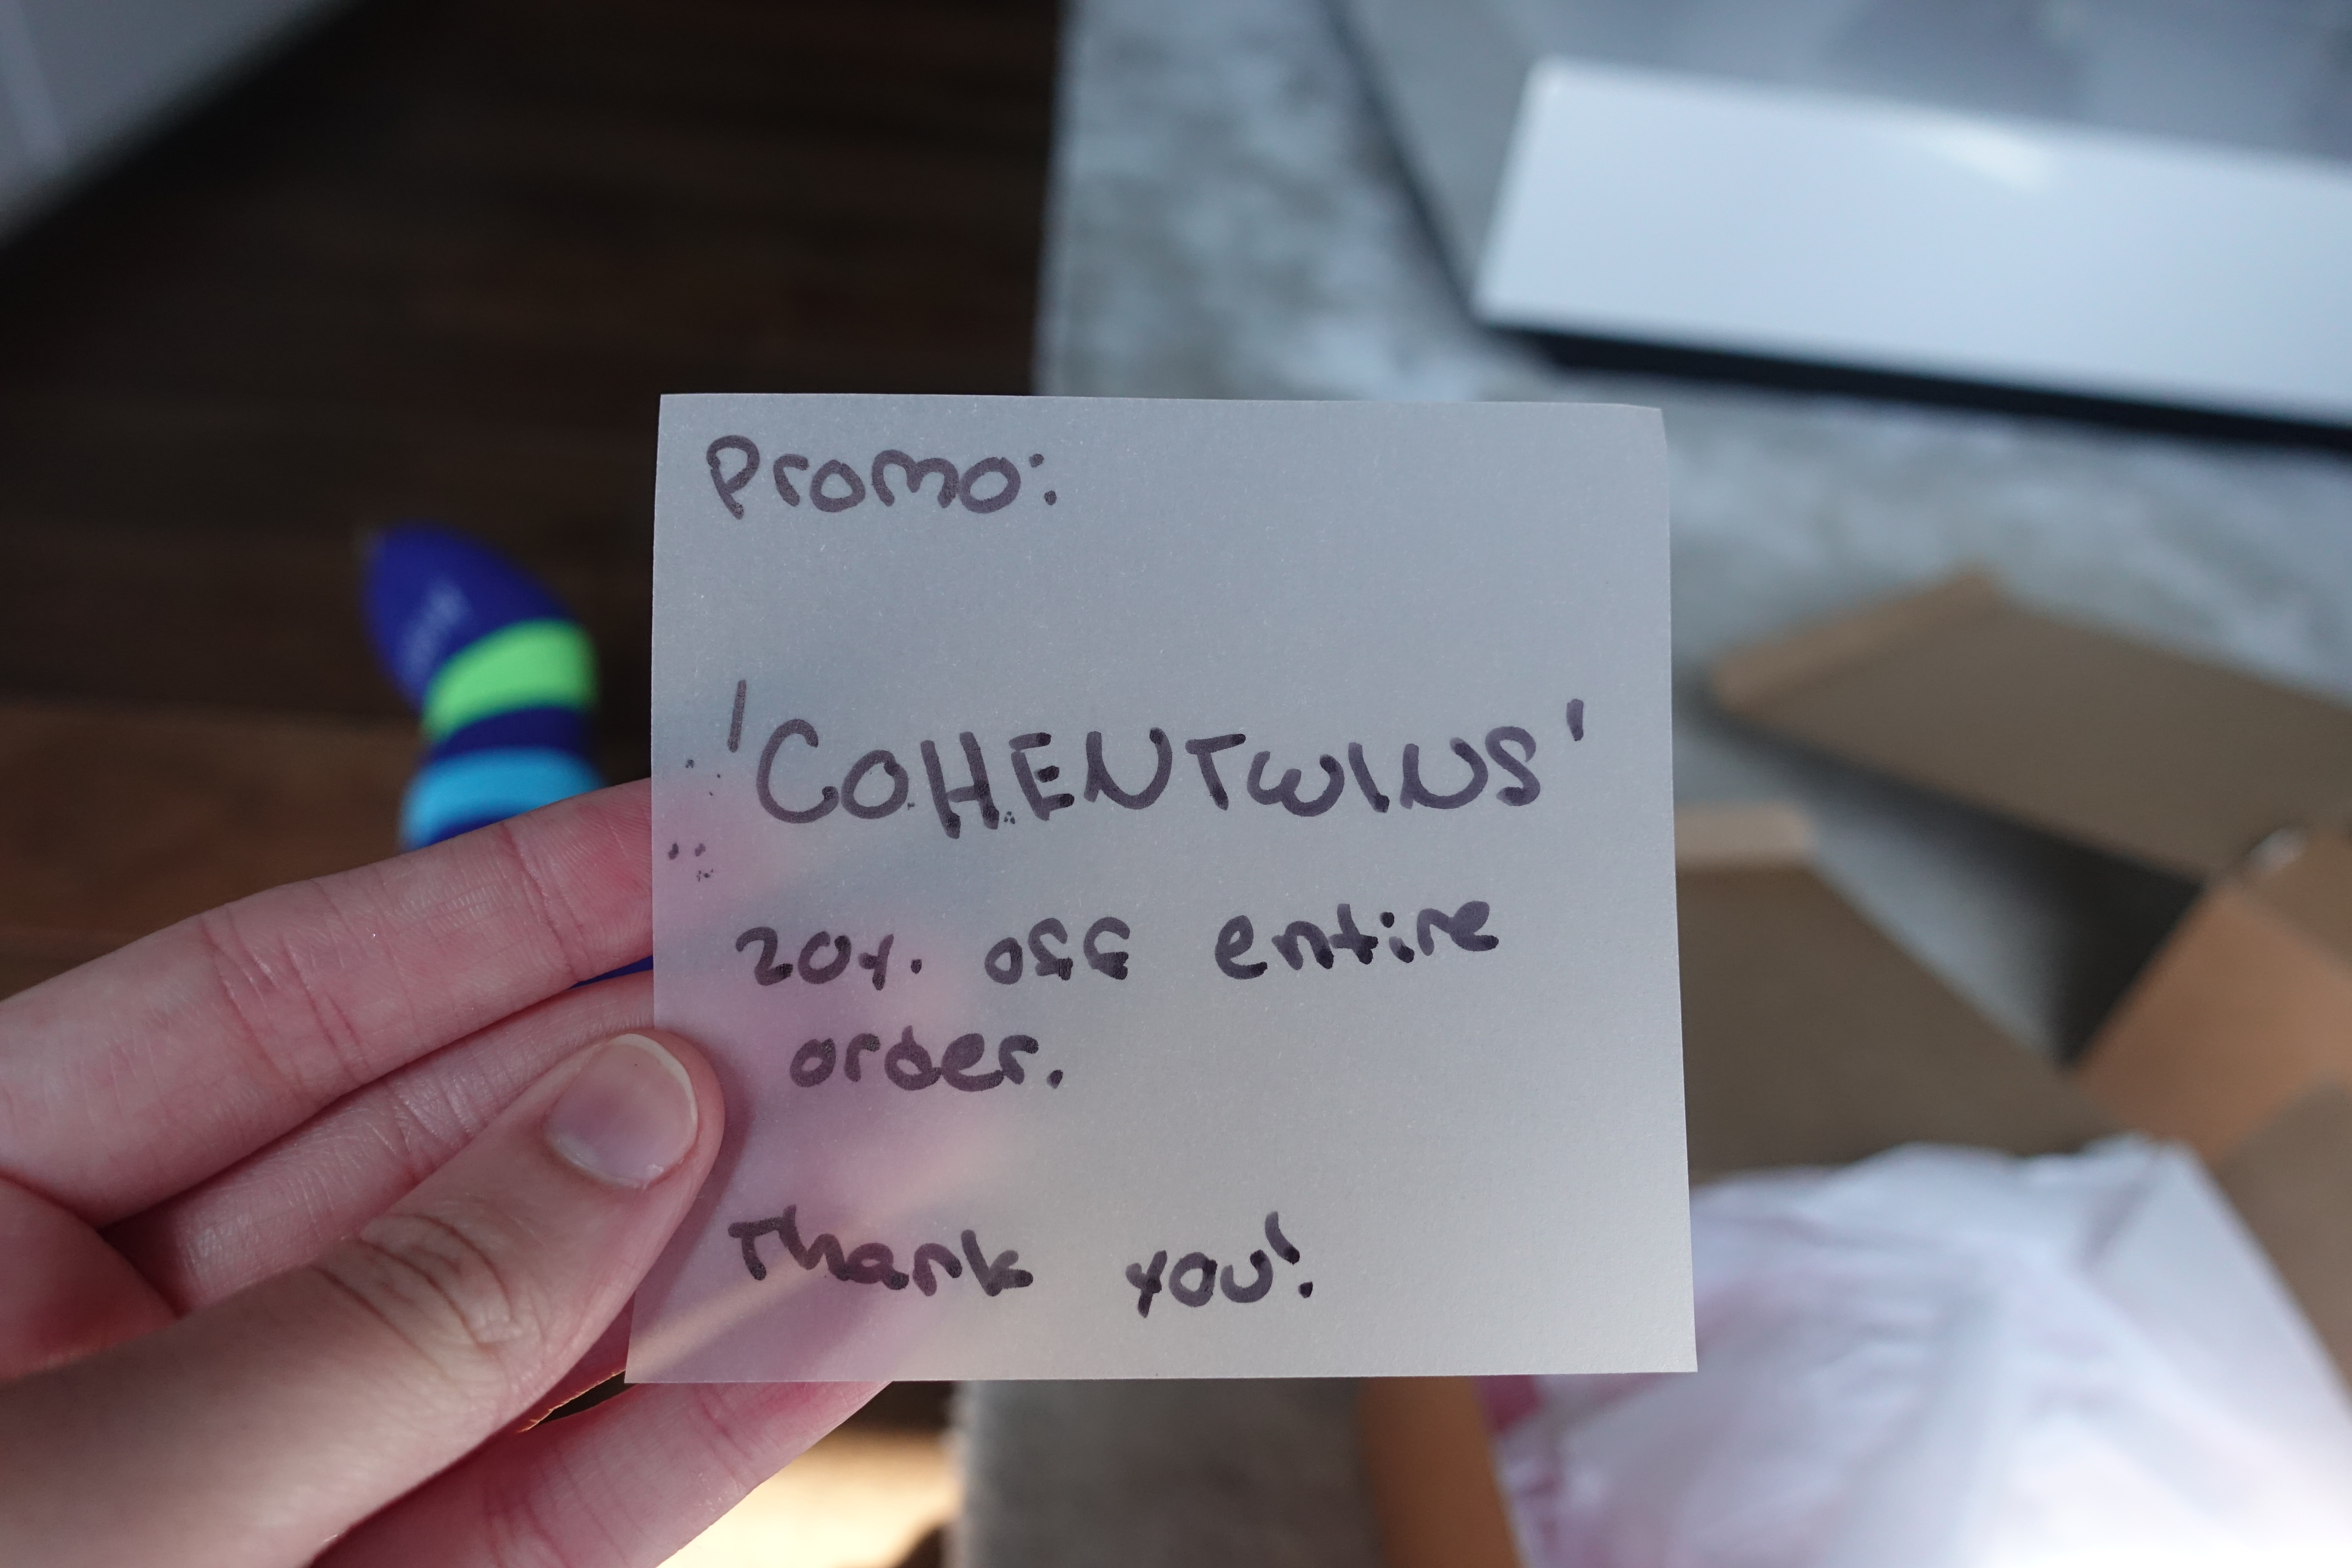 Promo:
'COHENTWINS'
20% off entire
order.
Thank you!